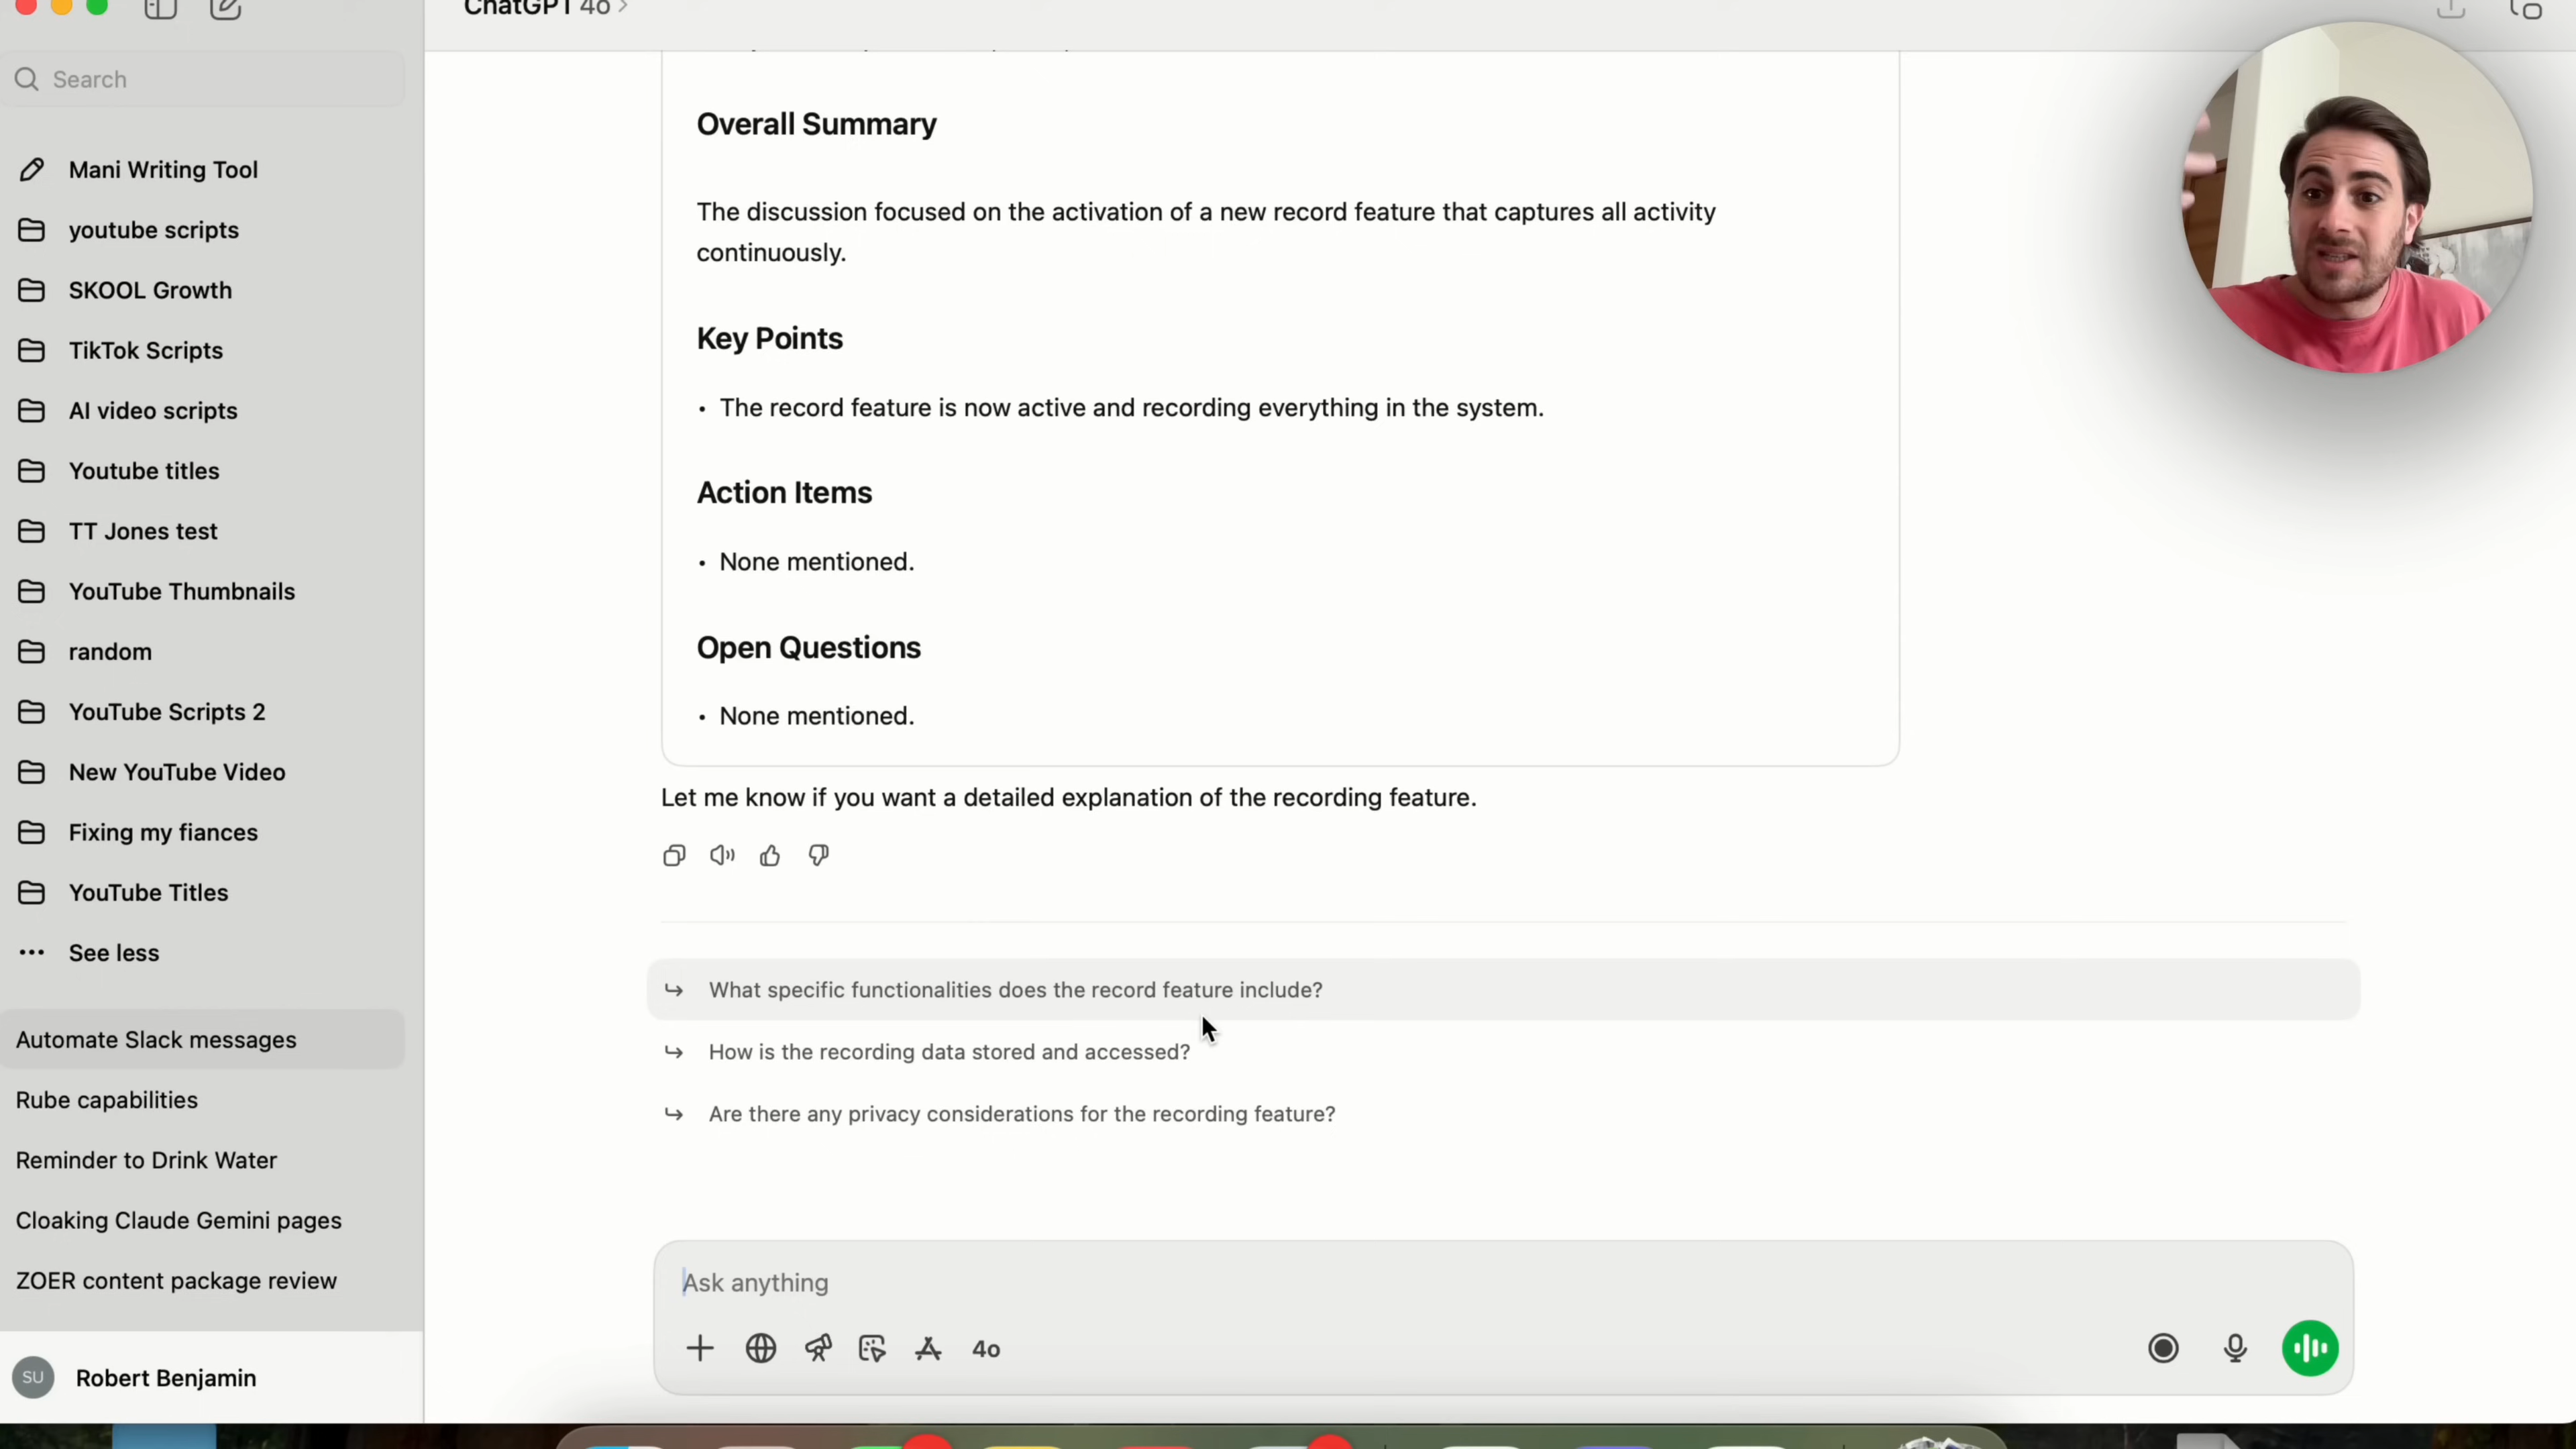 ChatGPT 4o >
Search
Mani Writing Tool
youtube scripts
SKOOL Growth
TikTok Scripts
AI video scripts
Youtube titles
TT Jones test
YouTube Thumbnails
random
YouTube Scripts 2
New YouTube Video
Fixing my fiances
YouTube Titles
See less
Automate Slack messages
Rube capabilities
Reminder to Drink Water
Cloaking Claude Gemini pages
ZOER content package review
SU
Robert Benjamin
Overall Summary
The discussion focused on the activation of a new record feature that captures all activity
continuously.
Key Points
• The record feature is now active and recording everything in the system.
Action Items
• None mentioned.
Open Questions
• None mentioned.
Let me know if you want a detailed explanation of the recording feature.
What specific functionalities does the record feature include?
How is the recording data stored and accessed?
Are there any privacy considerations for the recording feature?
Ask anything
4o